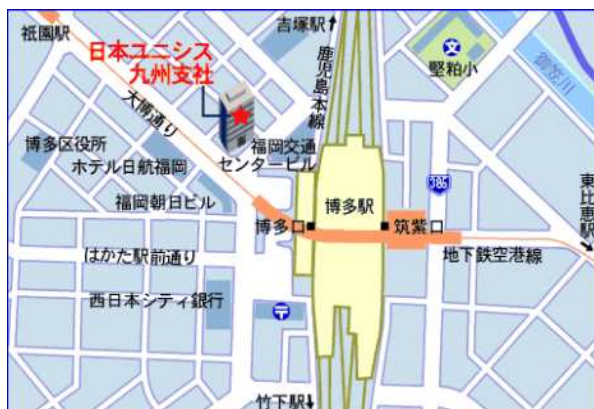 祇園駅
吉塚駅
日本ユニシス
九州支社
鹿児島本線
文
堅粕小
御笠川
大博通り
博多区役所
福岡交通
センタービル
ホテル日航福岡
福岡朝日ビル
385
東比恵駅
博多駅
博多口
筑紫口
はかた駅前通り
地下鉄空港線
西日本シティ銀行
〒
竹下駅